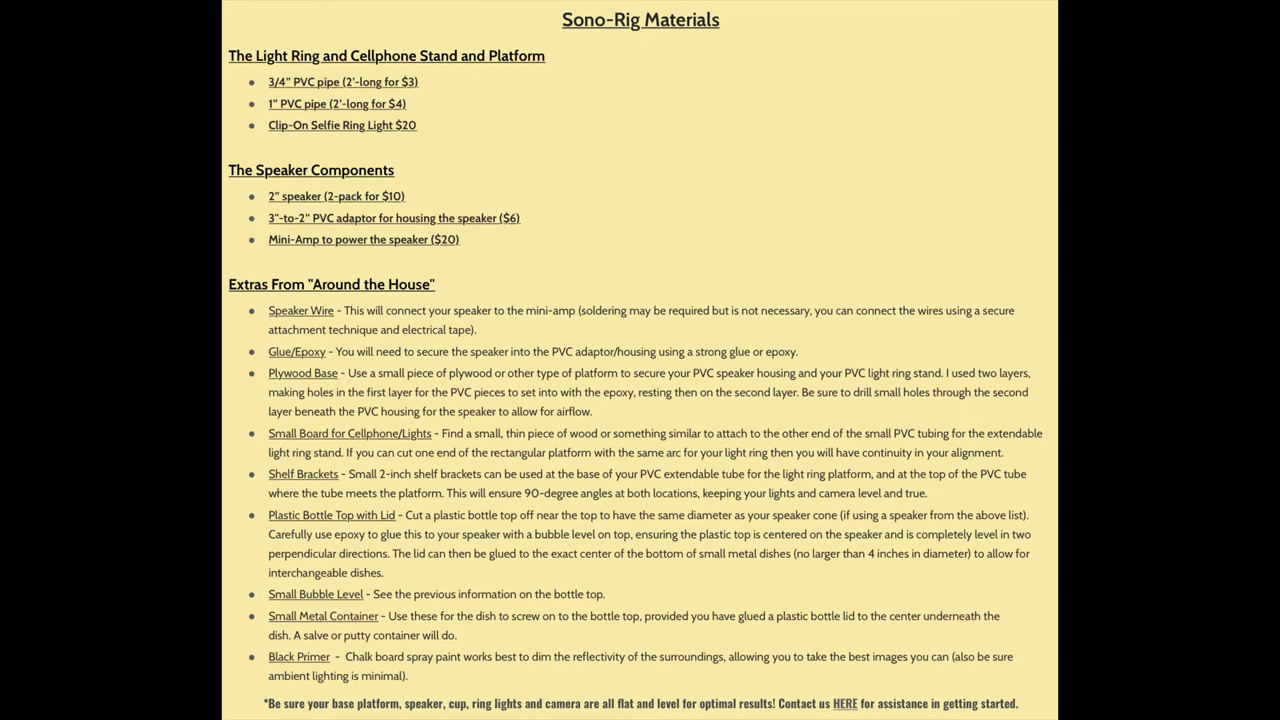 Sono-Rig Materials
The Light Ring and Cellphone Stand and Platform
● 3/4" PVC pipe (2'-long for $3)
● 1" PVC pipe (2'-long for $4)
● Clip-On Selfie Ring Light $20
The Speaker Components
● 2" speaker (2-pack for $10)
● 3"-to-2" PVC adaptor for housing the speaker ($6)
● Mini-Amp to power the speaker ($20)
Extras From "Around the House"
● Speaker Wire - This will connect your speaker to the mini-amp (soldering may be required but is not necessary, you can connect the wires using a secure
attachment technique and electrical tape).
● Glue/Epoxy - You will need to secure the speaker into the PVC adaptor/housing using a strong glue or epoxy.
● Plywood Base - Use a small piece of plywood or other type of platform to secure your PVC speaker housing and your PVC light ring stand. I used two layers,
making holes in the first layer for the PVC pieces to set into with the epoxy, resting then on the second layer. Be sure to drill small holes through the second
layer beneath the PVC housing for the speaker to allow for airflow.
● Small Board for Cellphone/Lights - Find a small, thin piece of wood or something similar to attach to the other end of the small PVC tubing for the extendable
light ring stand. If you can cut one end of the rectangular platform with the same arc for your light ring then you will have continuity in your alignment.
● Shelf Brackets - Small 2-inch shelf brackets can be used at the base of your PVC extendable tube for the light ring platform, and at the top of the PVC tube
where the tube meets the platform. This will ensure 90-degree angles at both locations, keeping your lights and camera level and true.
● Plastic Bottle Top with Lid - Cut a plastic bottle top off near the top to have the same diameter as your speaker cone (if using a speaker from the above list).
Carefully use epoxy to glue this to your speaker with a bubble level on top, ensuring the plastic top is centered on the speaker and is completely level in two
perpendicular directions. The lid can then be glued to the exact center of the bottom of small metal dishes (no larger than 4 inches in diameter) to allow for
interchangeable dishes.
● Small Bubble Level - See the previous information on the bottle top.
● Small Metal Container - Use these for the dish to screw on to the bottle top, provided you have glued a plastic bottle lid to the center underneath the
dish. A salve or putty container will do.
● Black Primer - Chalk board spray paint works best to dim the reflectivity of the surroundings, allowing you to take the best images you can (also be sure
ambient lighting is minimal).
*Be sure your base platform, speaker, cup, ring lights and camera are all flat and level for optimal results! Contact us HERE for assistance in getting started.